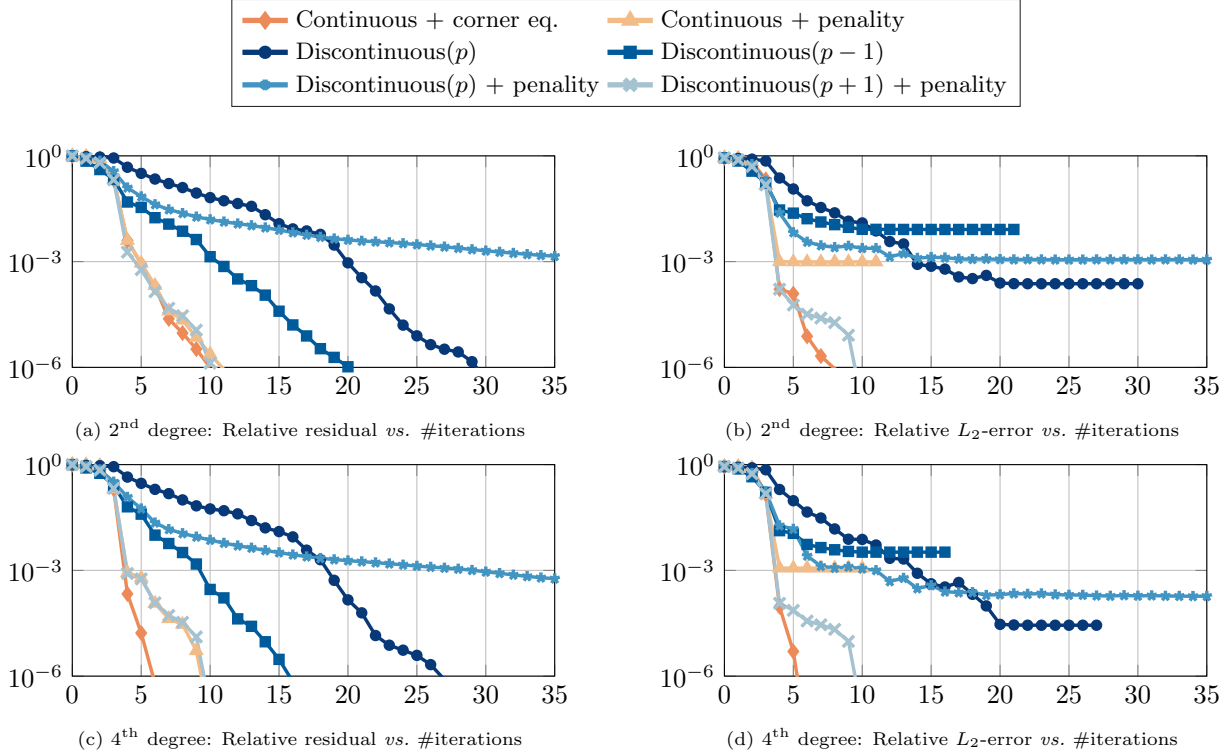 Continuous + corner eq. Continuous + penality
Discontinuous(p) Discontinuous(p − 1)
Discontinuous(p) + penality Discontinuous(p + 1) + penality
10^0
10^−3
10^−6
0 5 10 15 20 25 30 35
(a) 2^nd degree: Relative residual vs. #iterations
10^0
10^−3
10^−6
0 5 10 15 20 25 30 35
(b) 2^nd degree: Relative L_2-error vs. #iterations
10^0
10^−3
10^−6
0 5 10 15 20 25 30 35
(c) 4^th degree: Relative residual vs. #iterations
10^0
10^−3
10^−6
0 5 10 15 20 25 30 35
(d) 4^th degree: Relative L_2-error vs. #iterations